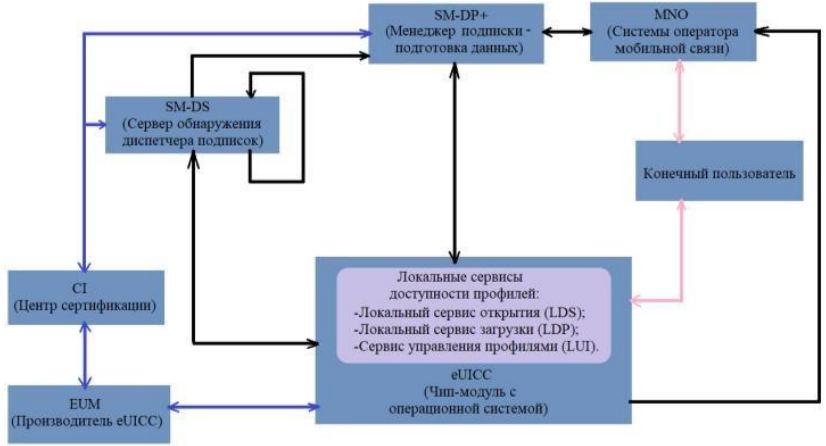 SM-DP+
(Менеджер подписки -
подготовка данных)
MNO
(Системы оператора
мобильной связи)
SM-DS
(Сервер обнаружения
диспетчера подписок)
Конечный пользователь
CI
(Центр сертификации)
Локальные сервисы
доступности профилей:
-Локальный сервис открытия (LDS);
-Локальный сервис загрузки (LDP);
-Сервис управления профилями (LUI).
eUICC
(Чип-модуль с
операционной системой)
EUM
(Производитель eUICC)